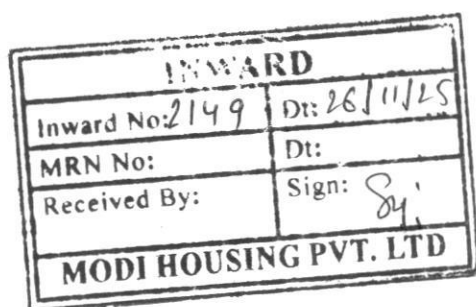 INWARD
Inward No: 2149 Dt: 26/11/25
MRN No: Dt:
Received By: Sign:
MODI HOUSING PVT. LTD